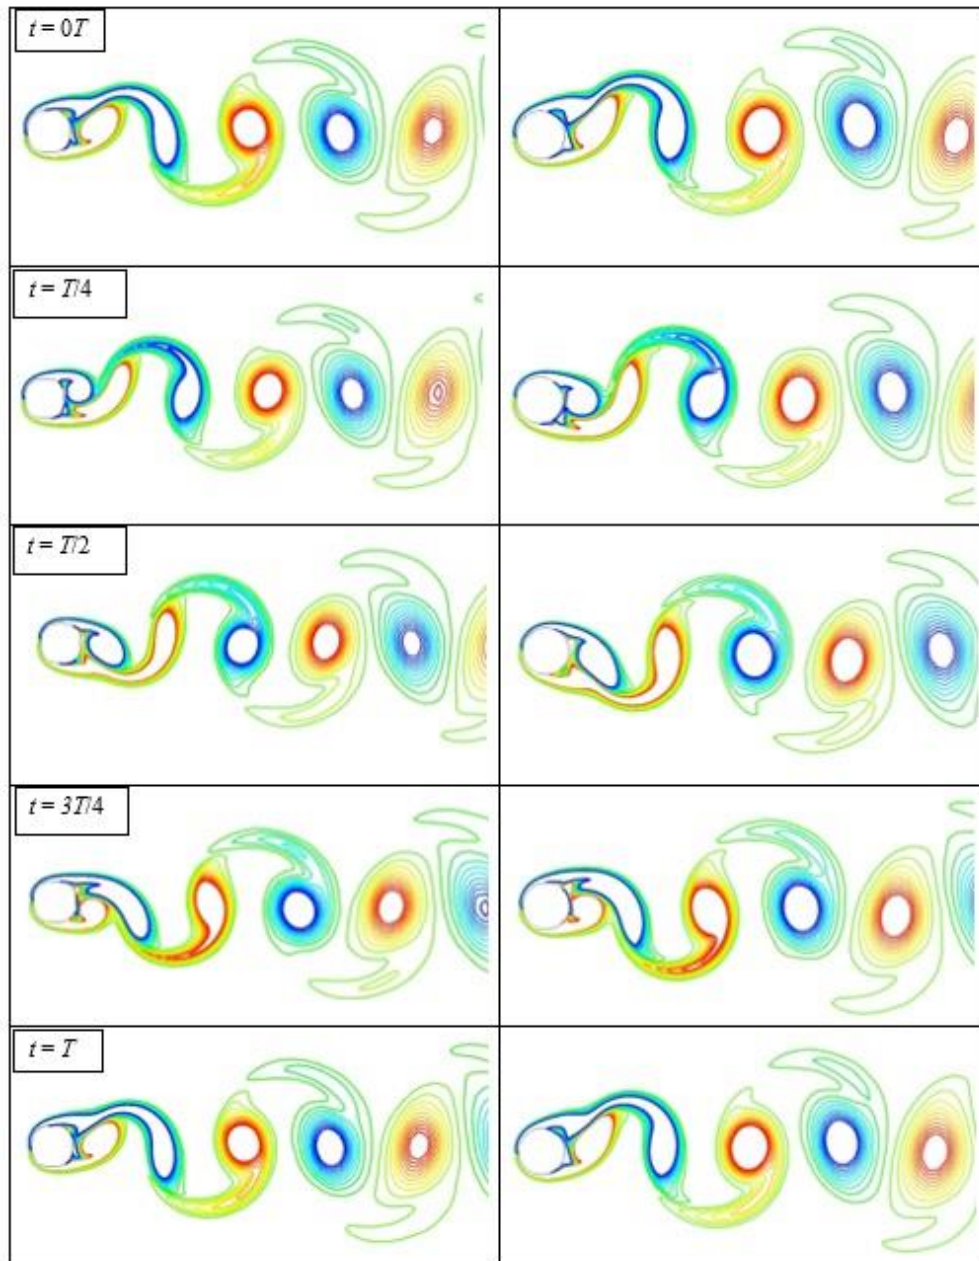 t = 0T
t = T/4
t = T/2
t = 3T/4
t = T